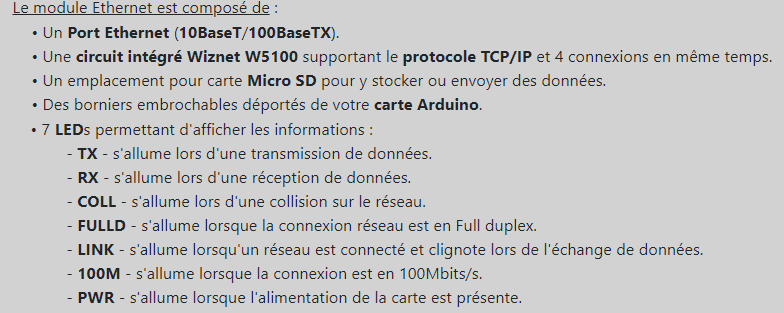 Le module Ethernet est composé de :
• Un Port Ethernet (10BaseT/100BaseTX).
• Une circuit intégré Wiznet W5100 supportant le protocole TCP/IP et 4 connexions en même temps.
• Un emplacement pour carte Micro SD pour y stocker ou envoyer des données.
• Des borniers embrochables déportés de votre carte Arduino.
• 7 LEDs permettant d'afficher les informations :
- TX - s'allume lors d'une transmission de données.
- RX - s'allume lors d'une réception de données.
- COLL - s'allume lors d'une collision sur le réseau.
- FULLD - s'allume lorsque la connexion réseau est en Full duplex.
- LINK - s'allume lorsqu'un réseau est connecté et clignote lors de l'échange de données.
- 100M - s'allume lorsque la connexion est en 100Mbits/s.
- PWR - s'allume lorsque l'alimentation de la carte est présente.